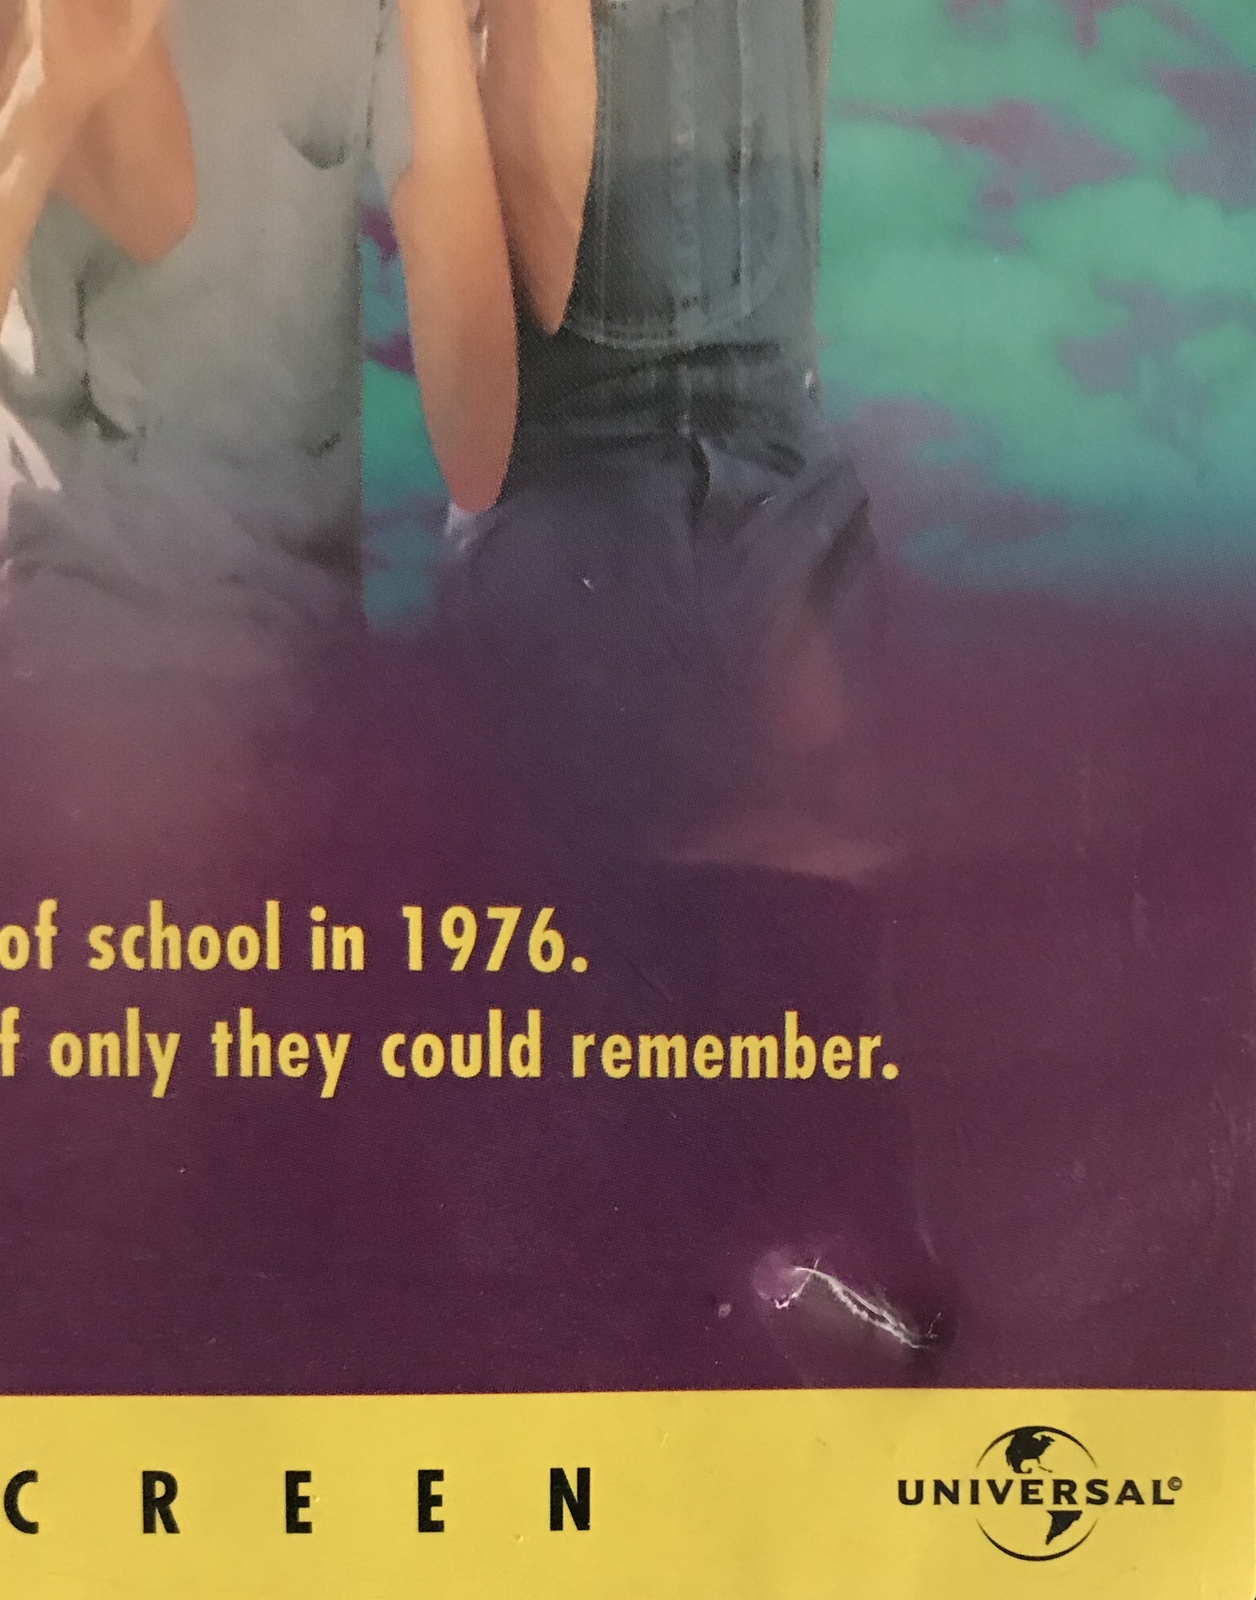 of school in 1976.
f only they could remember.
CREEN
UNIVERSAL©